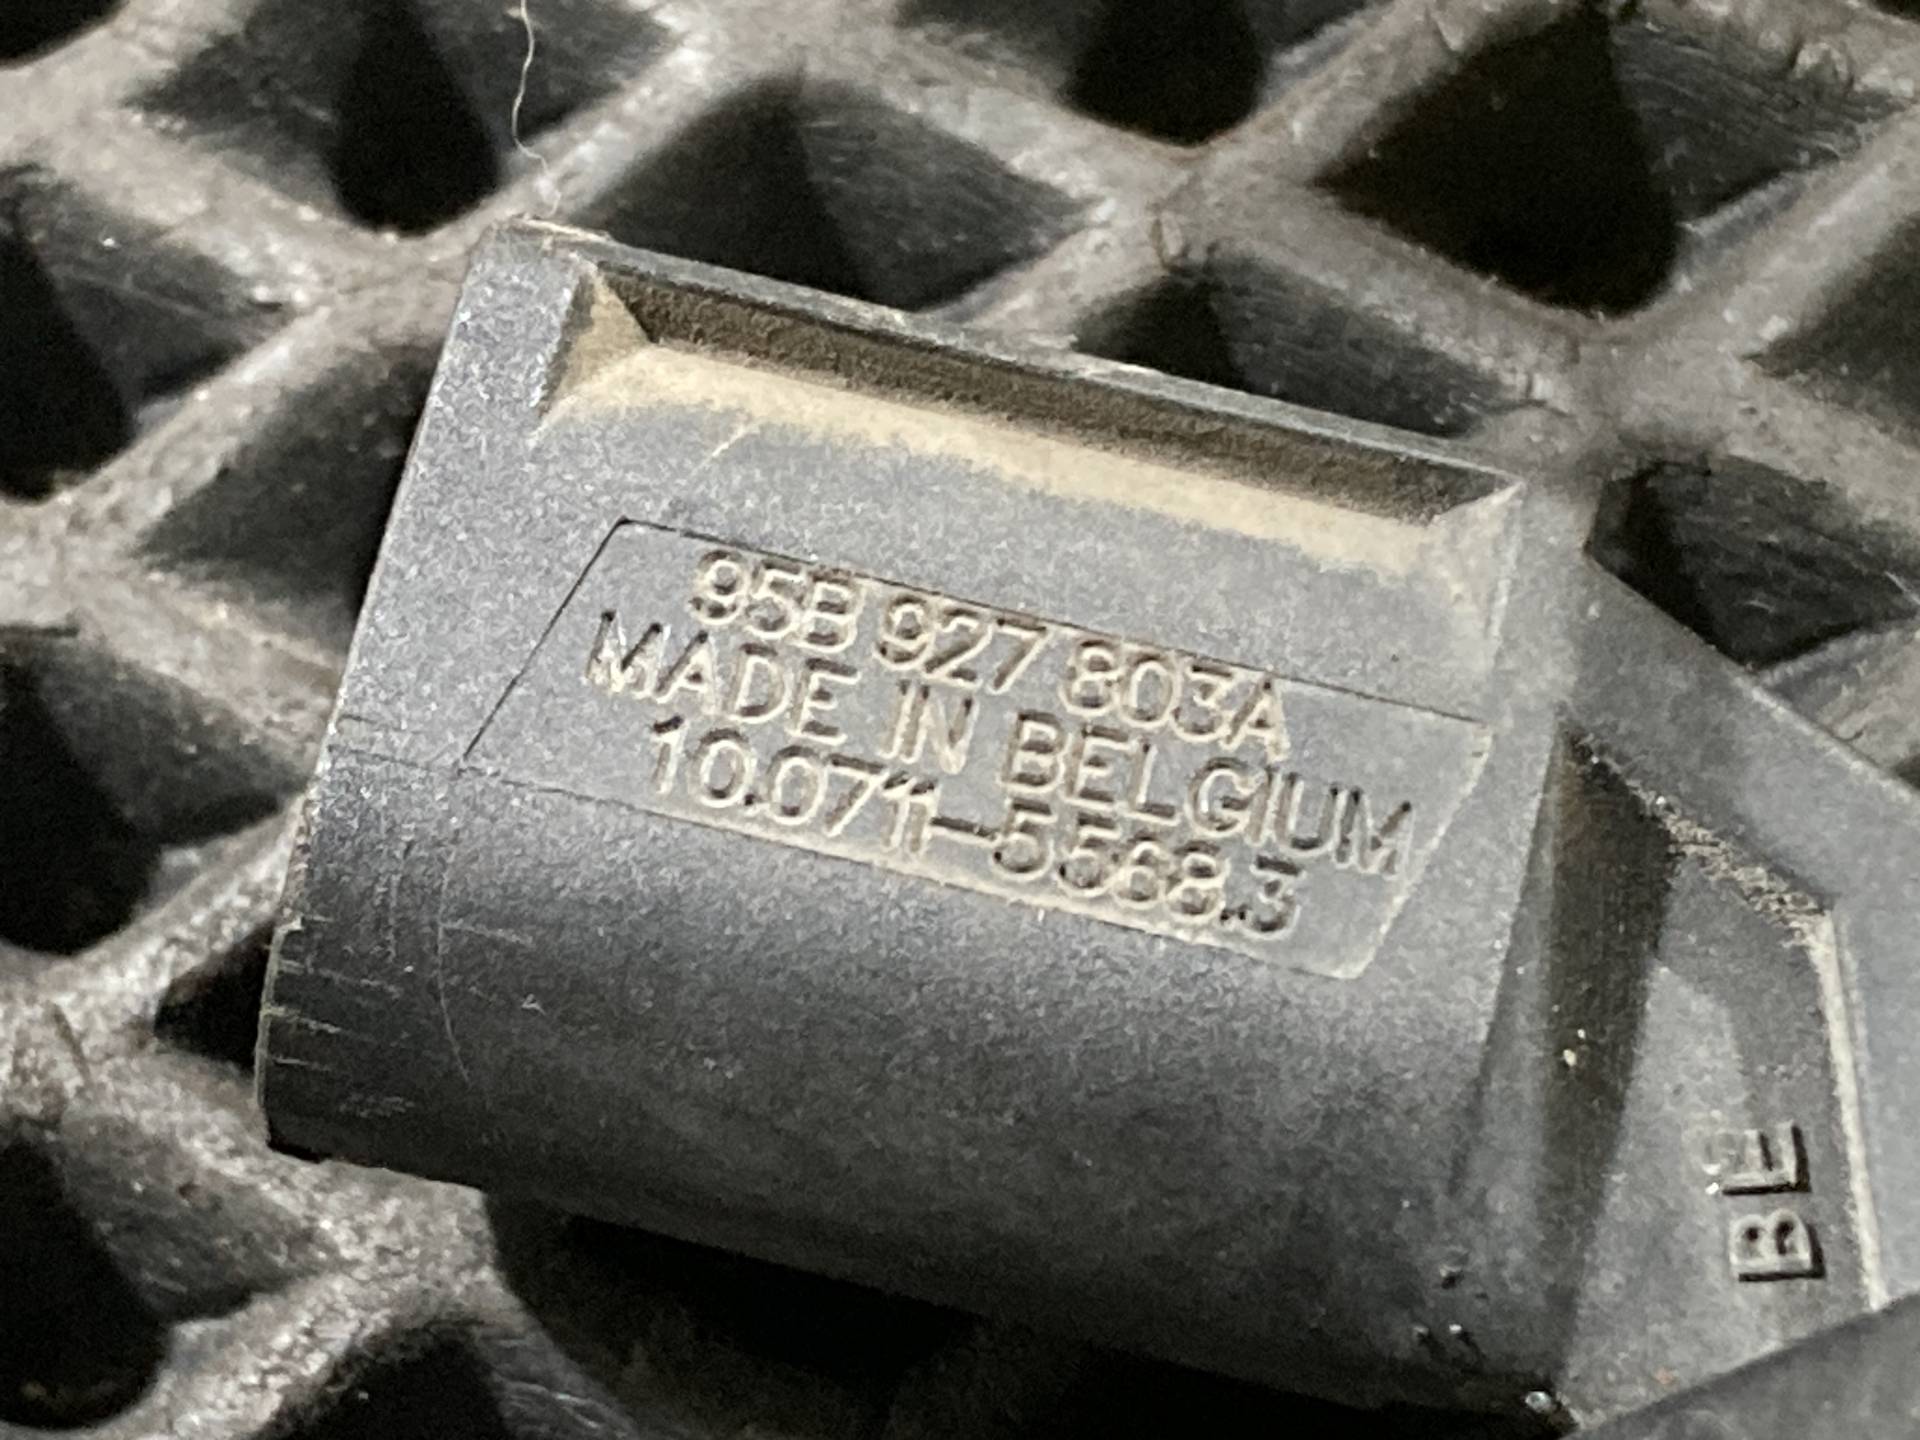 95B 927 803A
MADE IN BELGIUM
10.0711-5568.3
BE